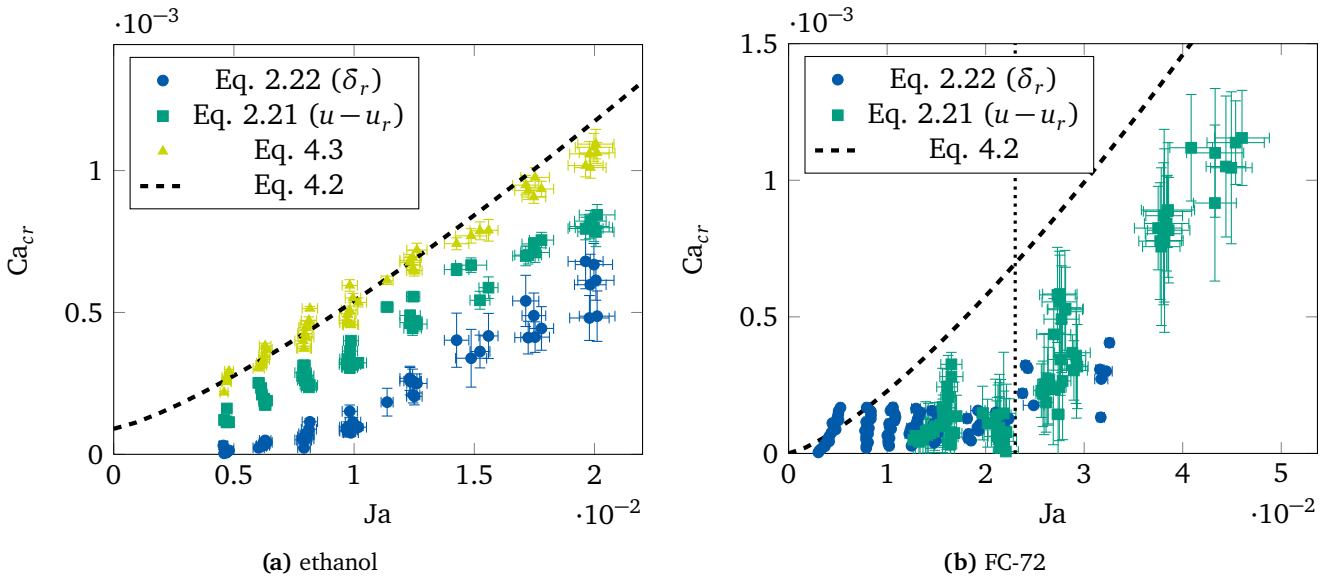 ·10⁻³
1
0.5
0
Ca_cr
Eq. 2.22 (δ_r)
Eq. 2.21 (u − u_r)
Eq. 4.3
Eq. 4.2
0 0.5 1 1.5 2
Ja ·10⁻²
(a) ethanol
·10⁻³
1.5
1
0.5
0
Ca_cr
Eq. 2.22 (δ_r)
Eq. 2.21 (u − u_r)
Eq. 4.2
0 1 2 3 4 5
Ja ·10⁻²
(b) FC-72